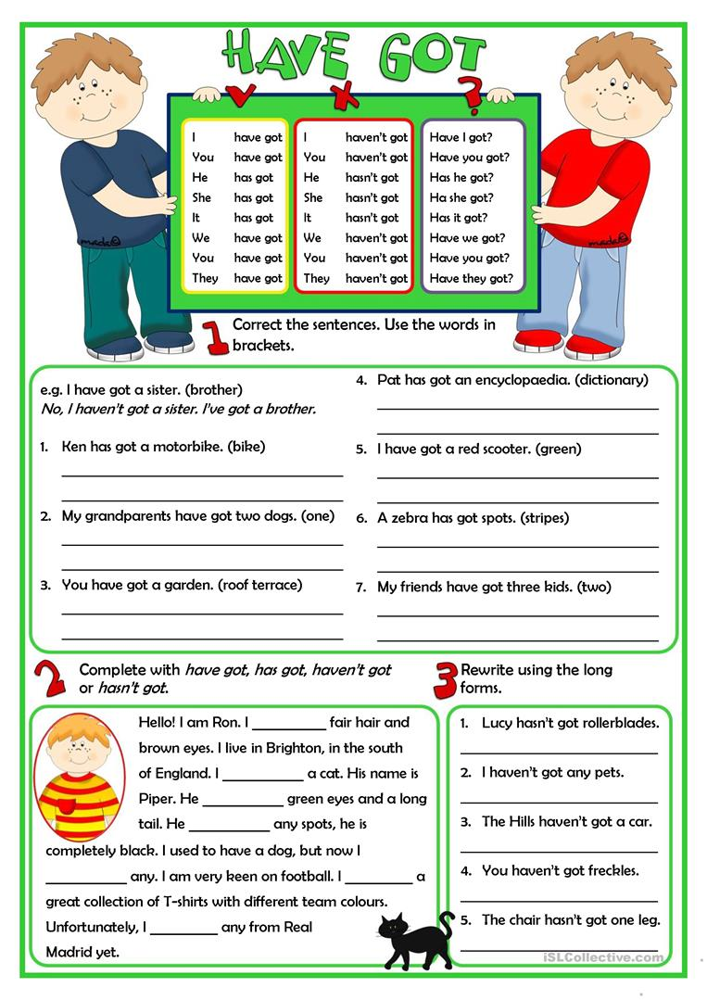 HAVE GOT
I have got
You have got
He has got
She has got
It has got
We have got
You have got
They have got
I haven't got
You haven't got
He hasn't got
She hasn't got
It hasn't got
We haven't got
You haven't got
They haven't got
Have I got?
Have you got?
Has he got?
Ha she got?
Has it got?
Have we got?
Have you got?
Have they got?
mada©
mada©
1 Correct the sentences. Use the words in
brackets.
e.g. I have got a sister. (brother)
No, I haven't got a sister. I've got a brother.
1. Ken has got a motorbike. (bike)
2. My grandparents have got two dogs. (one)
3. You have got a garden. (roof terrace)
4. Pat has got an encyclopaedia. (dictionary)
5. I have got a red scooter. (green)
6. A zebra has got spots. (stripes)
7. My friends have got three kids. (two)
2 Complete with have got, has got, haven't got
or hasn't got.
Hello! I am Ron. I __________ fair hair and
brown eyes. I live in Brighton, in the south
of England. I ___________ a cat. His name is
Piper. He ___________ green eyes and a long
tail. He ___________ any spots, he is
completely black. I used to have a dog, but now I
___________ any. I am very keen on football. I _________ a
great collection of T-shirts with different team colours.
Unfortunately, I _________ any from Real
Madrid yet.
3 Rewrite using the long
forms.
1. Lucy hasn't got rollerblades.
2. I haven't got any pets.
3. The Hills haven't got a car.
4. You haven't got freckles.
5. The chair hasn't got one leg.
iSLCollective.com